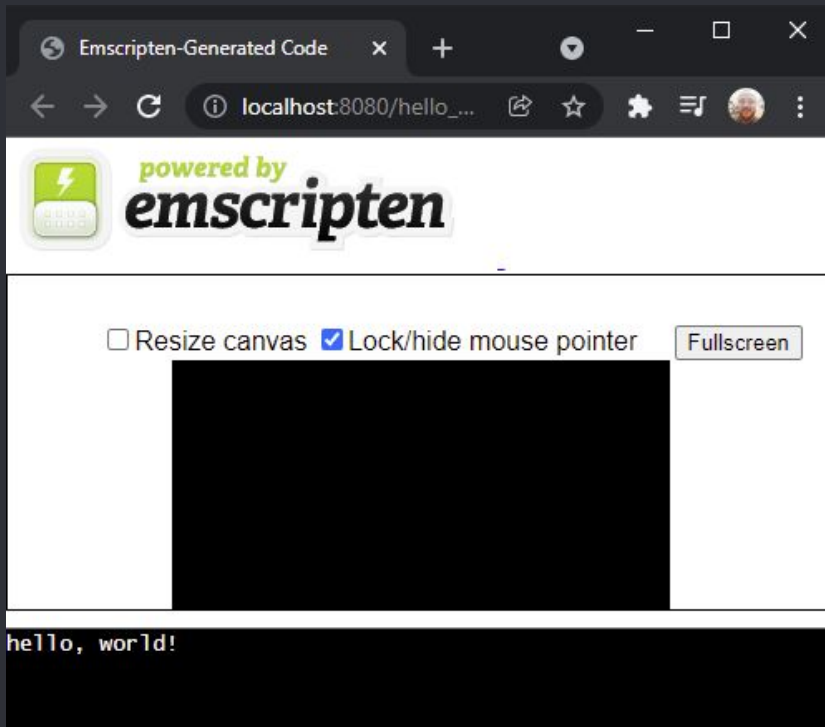 Emscripten-Generated Code
localhost:8080/hello_...
powered by
emscripten
Resize canvas Lock/hide mouse pointer Fullscreen
hello, world!